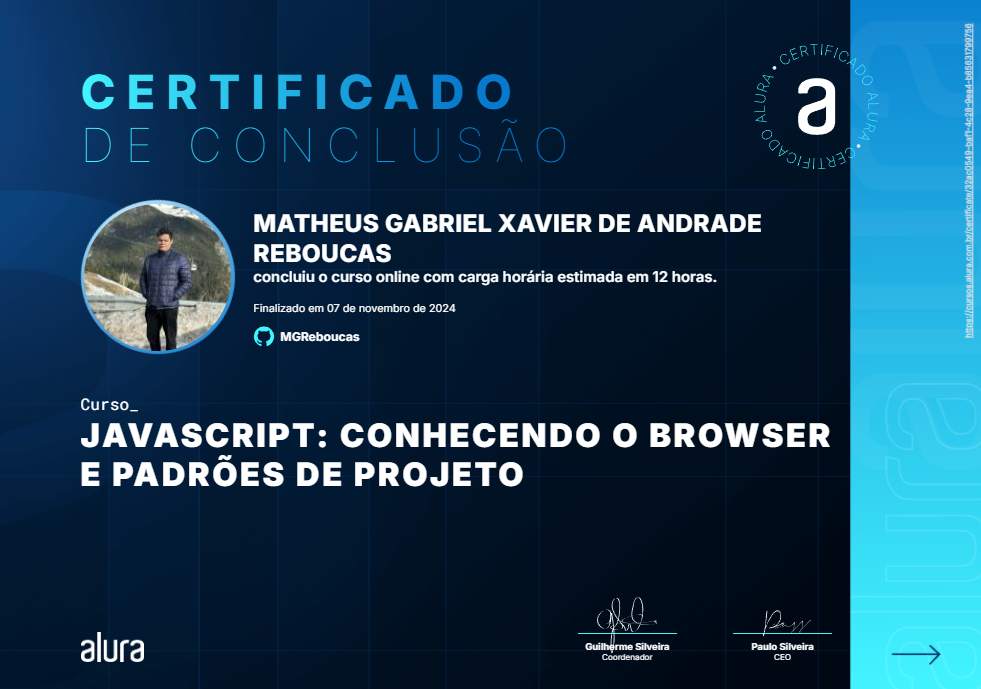 CERTIFICADO
DE CONCLUSÃO
CERTIFICADO ALURA • CERTIFICADO ALURA •
a
MATHEUS GABRIEL XAVIER DE ANDRADE
REBOUCAS
concluiu o curso online com carga horária estimada em 12 horas.
Finalizado em 07 de novembro de 2024
MGReboucas
Curso_
JAVASCRIPT: CONHECENDO O BROWSER
E PADRÕES DE PROJETO
alura
Guilherme Silveira
Coordenador
Paulo Silveira
CEO
alura